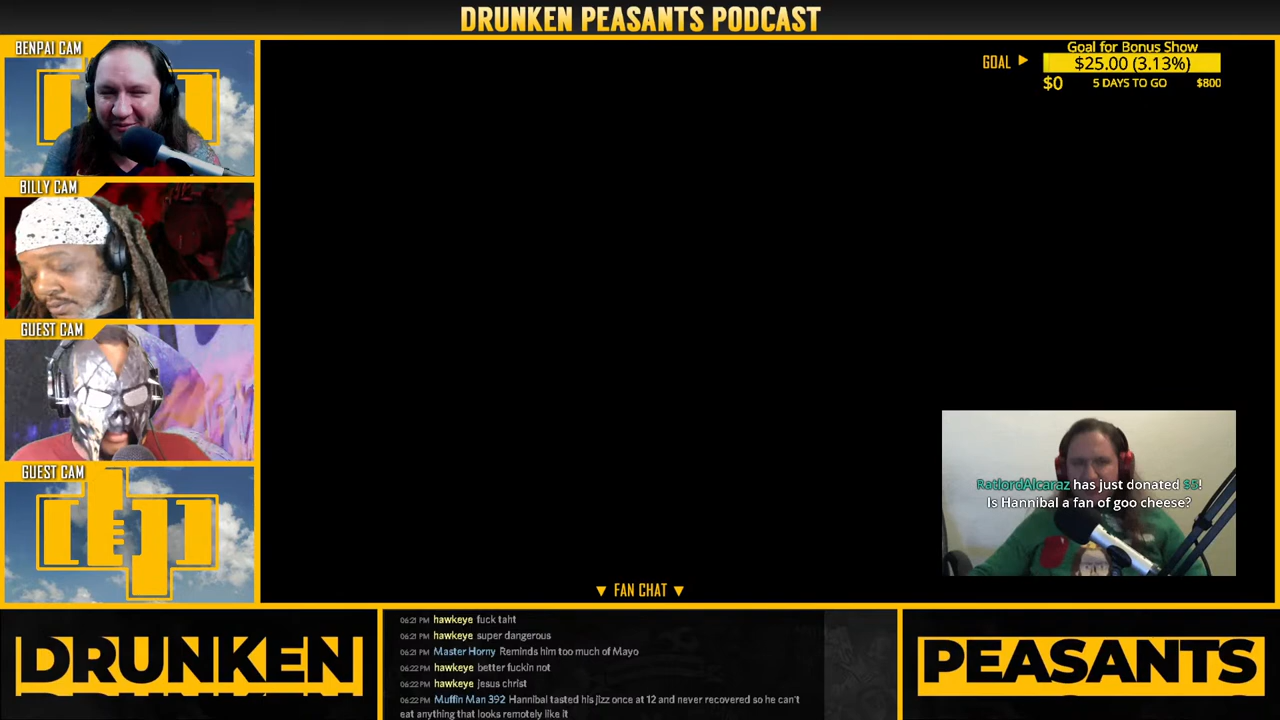 DRUNKEN PEASANTS PODCAST
BENPAI CAM
BILLY CAM
GUEST CAM
GUEST CAM
GOAL ▶
Goal for Bonus Show
$25.00 (3.13%)
$0 5 DAYS TO GO $800
RatlordAlcaraz has just donated $5!
Is Hannibal a fan of goo cheese?
▼ FAN CHAT ▼
06:21 PM hawkeye fuck taht
06:21 PM hawkeye super dangerous
06:21 PM Master Horny Reminds him too much of Mayo
06:22 PM hawkeye better fuckin not
06:22 PM hawkeye jesus christ
06:22 PM Muffin Man 392 Hannibal tasted his jizz once at 12 and never recovered so he can't
eat anything that looks remotely like it
DRUNKEN
PEASANTS